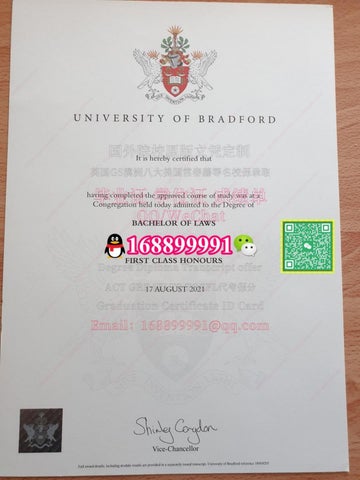 UNIVERSITY OF BRADFORD
国外院校原版文凭定制
It is hereby certified that
having completed the approved course of study was at a
Congregation held today admitted to the Degree of
QQ/WeChat
BACHELOR OF LAWS
168899991
FIRST CLASS HONOURS
Degree Diploma Transcript offer
17 AUGUST 2021
Graduation Certificate ID Card
Email: 168899991@qq.com
Shirley Congdon
Vice-Chancellor